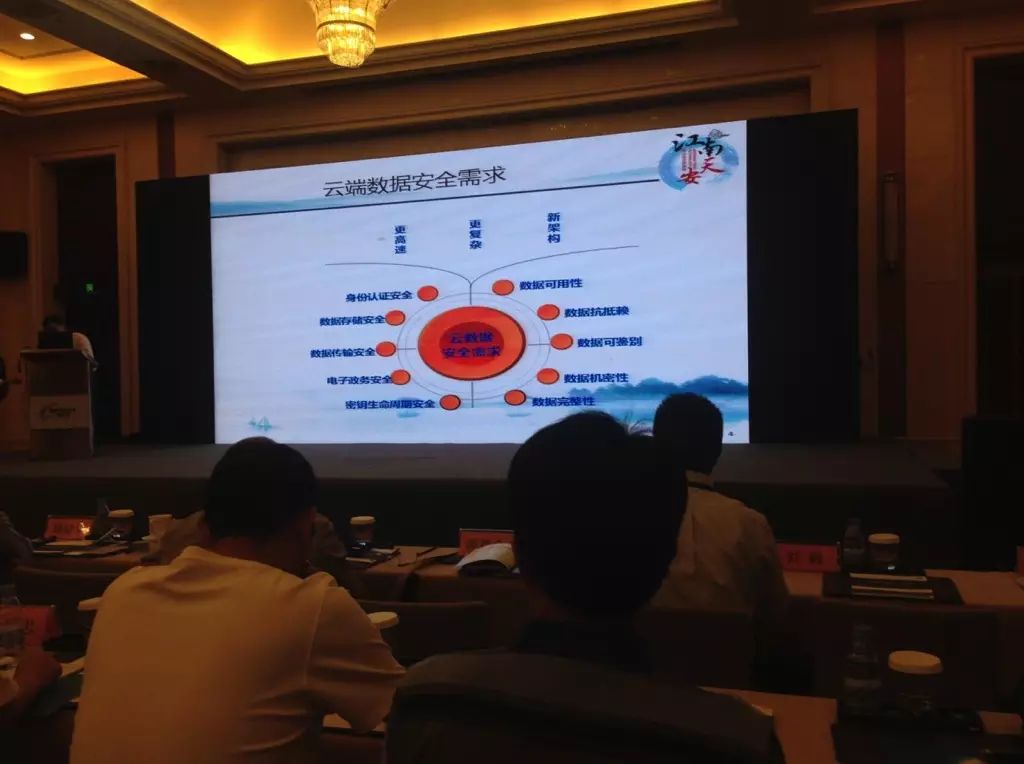 云端数据安全需求
江南天安
更高速
更复杂
新架构
身份认证安全
数据存储安全
数据传输安全
电子政务安全
密钥生命周期安全
云数据
安全需求
数据可用性
数据抗抵赖
数据可鉴别
数据机密性
数据完整性
4